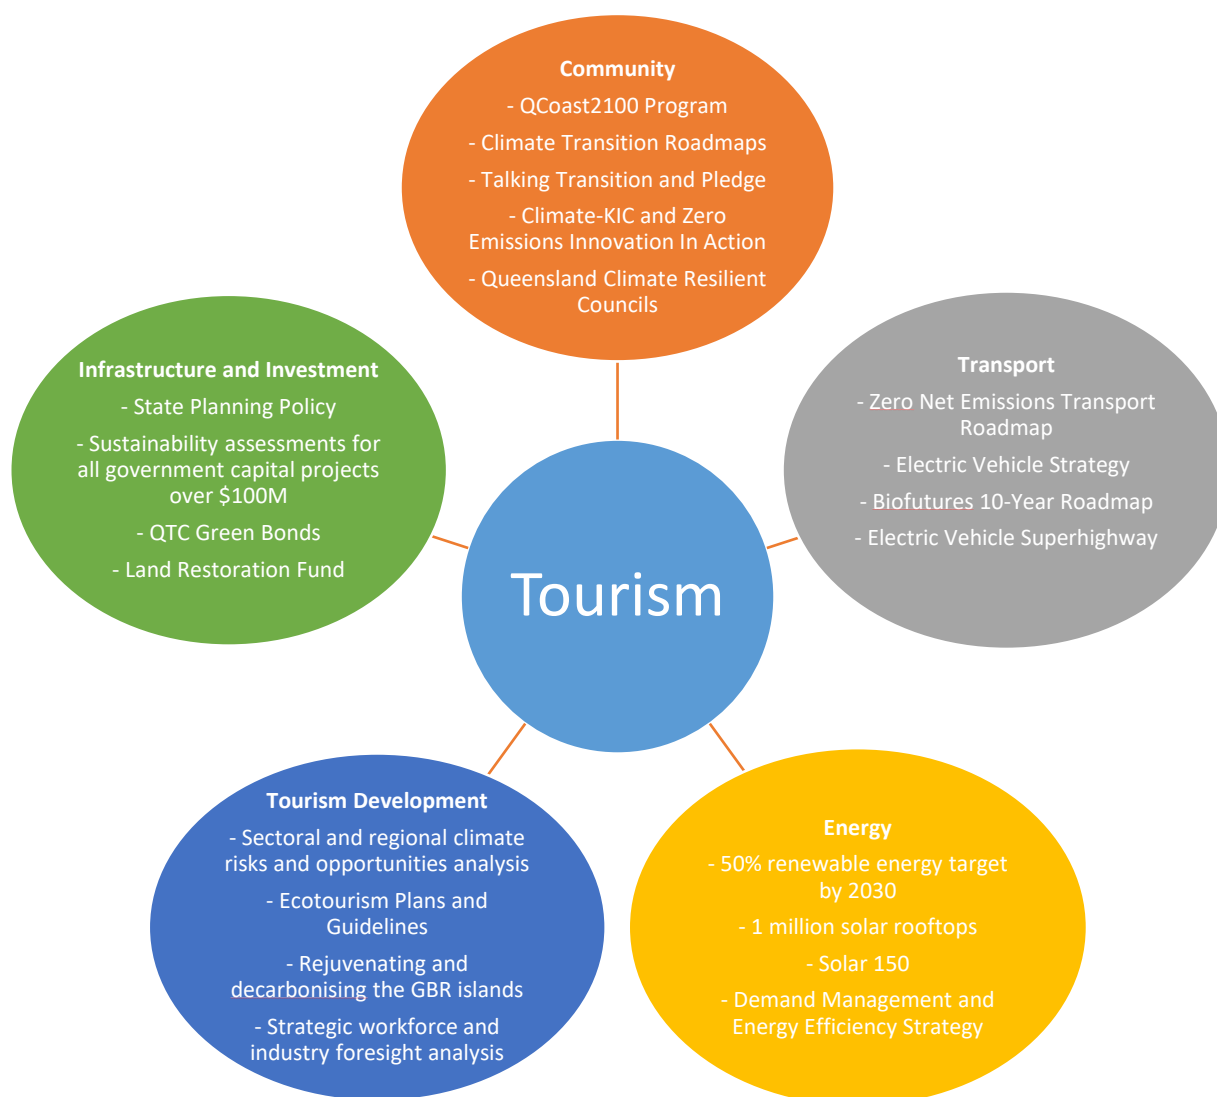 Community
- QCoast2100 Program
- Climate Transition Roadmaps
- Talking Transition and Pledge
- Climate-KIC and Zero
Emissions Innovation In Action
- Queensland Climate Resilient
Councils
Infrastructure and Investment
- State Planning Policy
- Sustainability assessments for
all government capital projects
over $100M
- QTC Green Bonds
- Land Restoration Fund
Transport
- Zero Net Emissions Transport
Roadmap
- Electric Vehicle Strategy
- Biofutures 10-Year Roadmap
- Electric Vehicle Superhighway
Tourism
Tourism Development
- Sectoral and regional climate
risks and opportunities analysis
- Ecotourism Plans and
Guidelines
- Rejuvenating and
decarbonising the GBR islands
- Strategic workforce and
industry foresight analysis
Energy
- 50% renewable energy target
by 2030
- 1 million solar rooftops
- Solar 150
- Demand Management and
Energy Efficiency Strategy